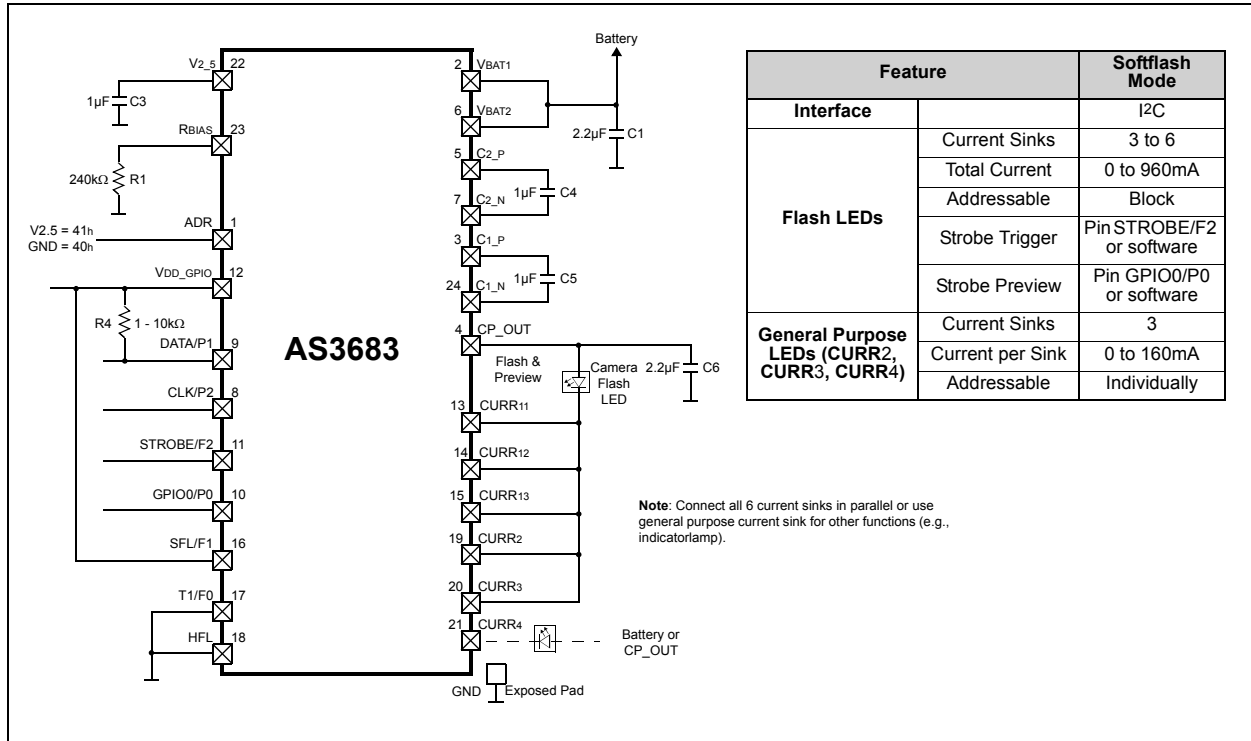 V2_5 22
1µF C3
RBIAS 23
240kΩ R1
ADR 1
V2.5 = 41h
GND = 40h
VDD_GPIO 12
R4 1 - 10kΩ
DATA/P1 9
CLK/P2 8
STROBE/F2 11
GPIO0/P0 10
SFL/F1 16
T1/F0 17
HFL 18
AS3683
Battery
2 VBAT1
6 VBAT2
2.2µF C1
5 C2_P
1µF C4
7 C2_N
3 C1_P
1µF C5
24 C1_N
4 CP_OUT
Flash &
Preview
Camera
Flash
LED
2.2µF C6
13 CURR11
14 CURR12
15 CURR13
19 CURR2
20 CURR3
21 CURR4
Battery or
CP_OUT
GND Exposed Pad
Feature Softflash
Mode
Interface I2C
Flash LEDs
Current Sinks 3 to 6
Total Current 0 to 960mA
Addressable Block
Strobe Trigger Pin STROBE/F2
or software
Strobe Preview Pin GPIO0/P0
or software
General Purpose
LEDs (CURR2,
CURR3, CURR4)
Current Sinks 3
Current per Sink 0 to 160mA
Addressable Individually
Note: Connect all 6 current sinks in parallel or use
general purpose current sink for other functions (e.g.,
indicatorlamp).